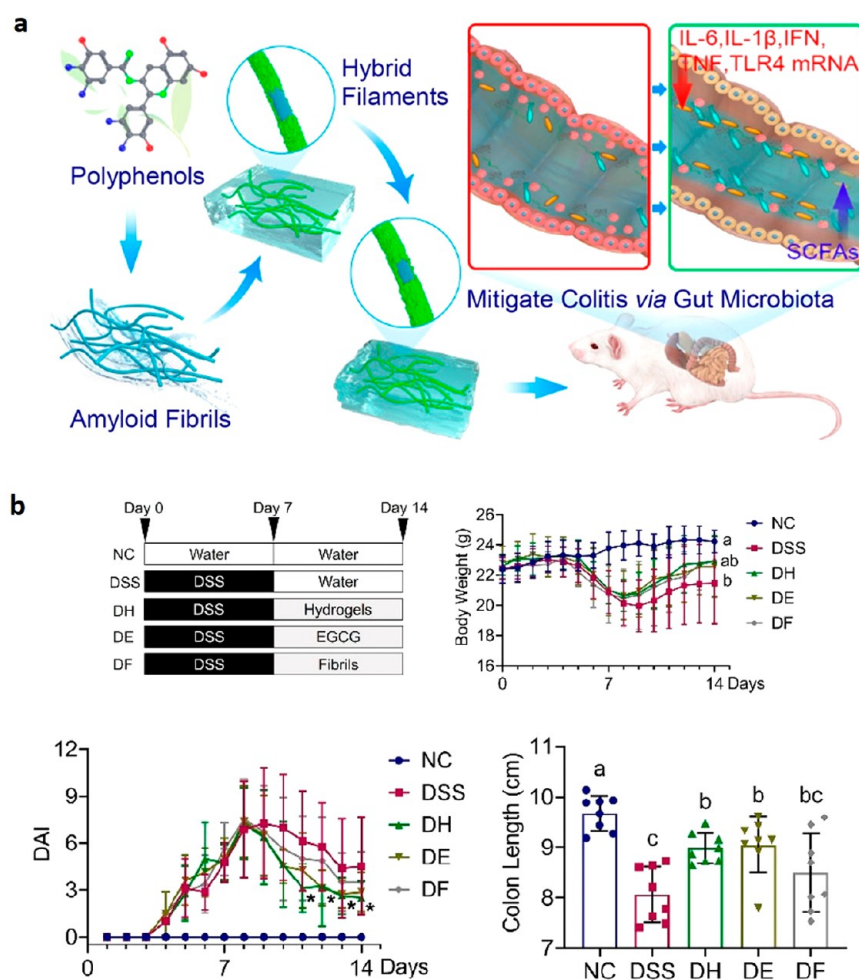 a
Polyphenols
Amyloid Fibrils
Hybrid
Filaments
IL-6,IL-1β,IFN,
TNF,TLR4 mRNA
SCFAs
Mitigate Colitis via Gut Microbiota
b
Day 0 Day 7 Day 14
NC Water Water
DSS DSS Water
DH DSS Hydrogels
DE DSS EGCG
DF DSS Fibrils
Body Weight (g)
26
24
22
20
18
16
0 7 14 Days
a
ab
b
NC
DSS
DH
DE
DF
DAI
12
9
6
3
0
0 7 14 Days
* * * *
NC
DSS
DH
DE
DF
Colon Length (cm)
11
10
9
8
7
a c b b bc
NC DSS DH DE DF